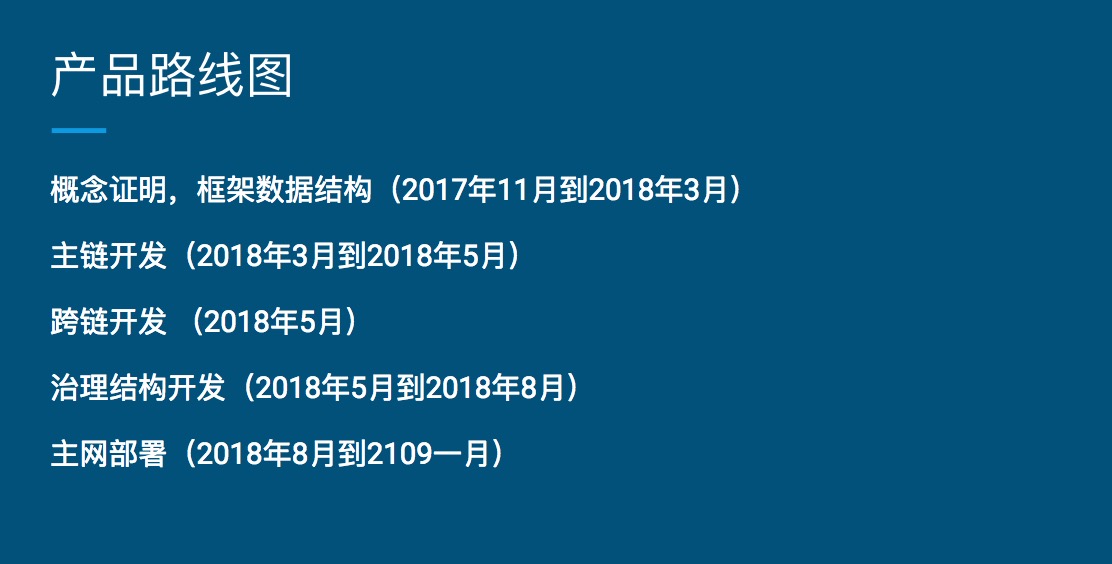 产品路线图
概念证明，框架数据结构（2017年11月到2018年3月）
主链开发（2018年3月到2018年5月）
跨链开发 （2018年5月）
治理结构开发（2018年5月到2018年8月）
主网部署（2018年8月到2109一月）